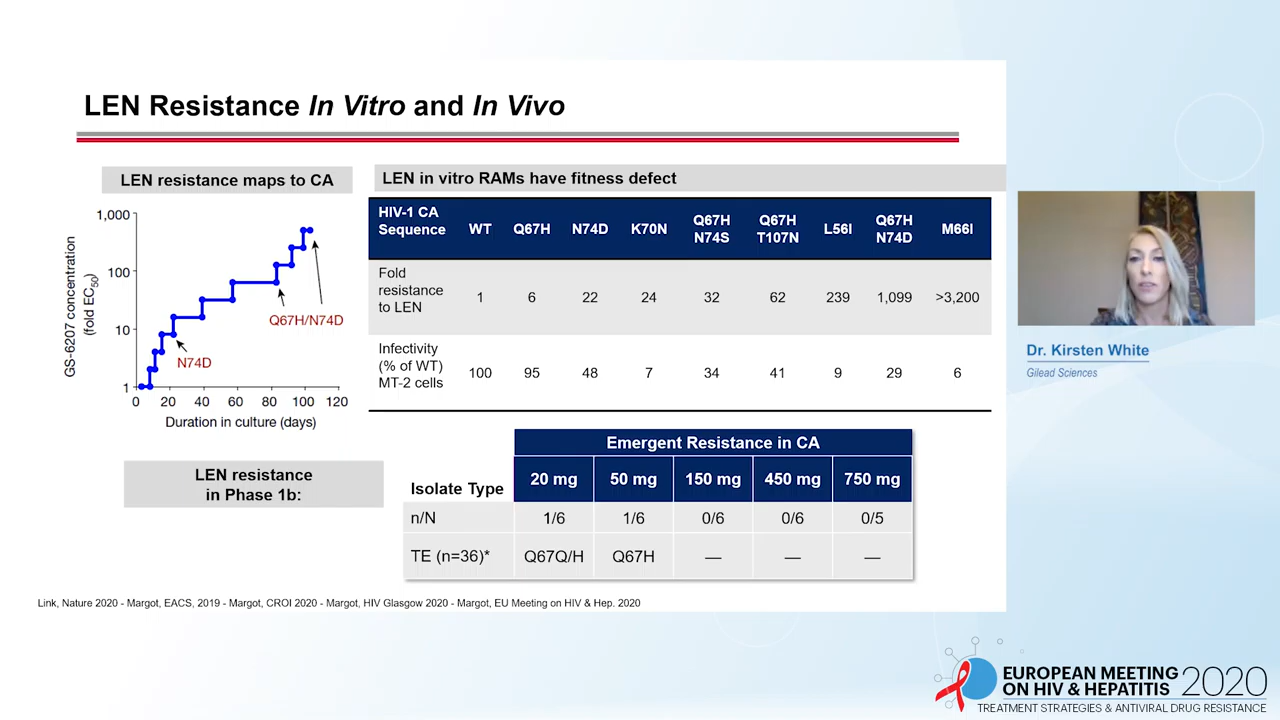 LEN Resistance In Vitro and In Vivo
LEN resistance maps to CA
GS-6207 concentration
(fold EC50)
1,000
100
10
1
0 20 40 60 80 100 120
Duration in culture (days)
N74D
Q67H/N74D
LEN in vitro RAMs have fitness defect
HIV-1 CA Sequence WT Q67H N74D K70N Q67H N74S Q67H T107N L56I Q67H N74D M66I
Fold resistance to LEN 1 6 22 24 32 62 239 1,099 >3,200
Infectivity (% of WT) MT-2 cells 100 95 48 7 34 41 9 29 6
LEN resistance
in Phase 1b:
Emergent Resistance in CA
Isolate Type 20 mg 50 mg 150 mg 450 mg 750 mg
n/N 1/6 1/6 0/6 0/6 0/5
TE (n=36)* Q67Q/H Q67H — — —
Link, Nature 2020 - Margot, EACS, 2019 - Margot, CROI 2020 - Margot, HIV Glasgow 2020 - Margot, EU Meeting on HIV & Hep. 2020
Dr. Kirsten White
Gilead Sciences
EUROPEAN MEETING
ON HIV & HEPATITIS 2020
TREATMENT STRATEGIES & ANTIVIRAL DRUG RESISTANCE